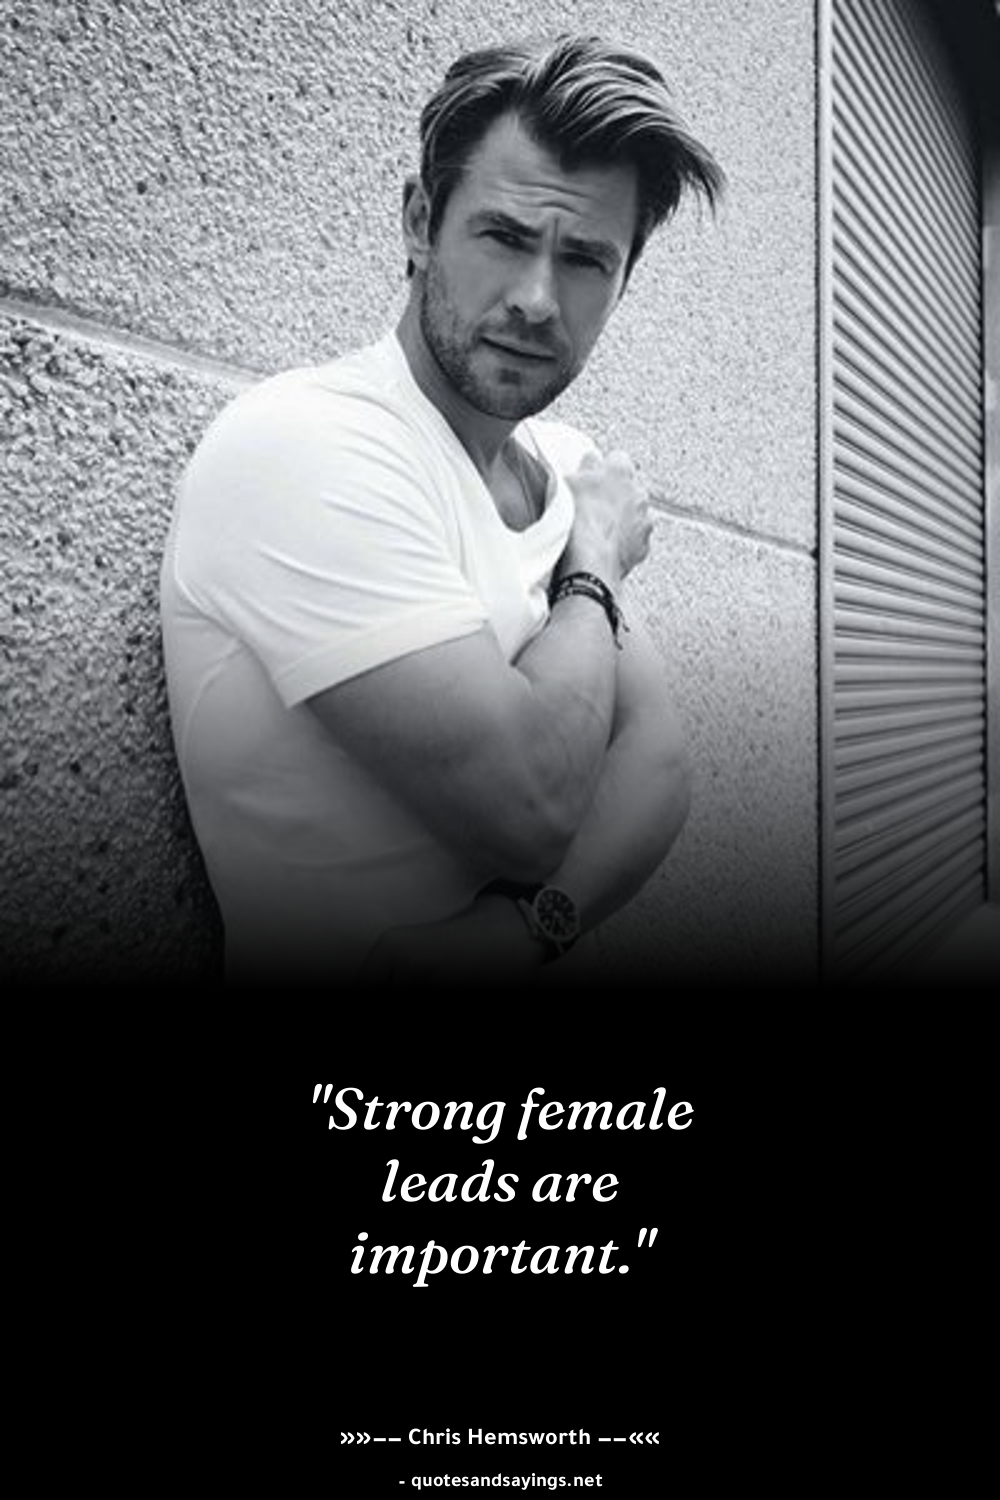 "Strong female
leads are
important."
»»−− Chris Hemsworth −−««
- quotesandsayings.net